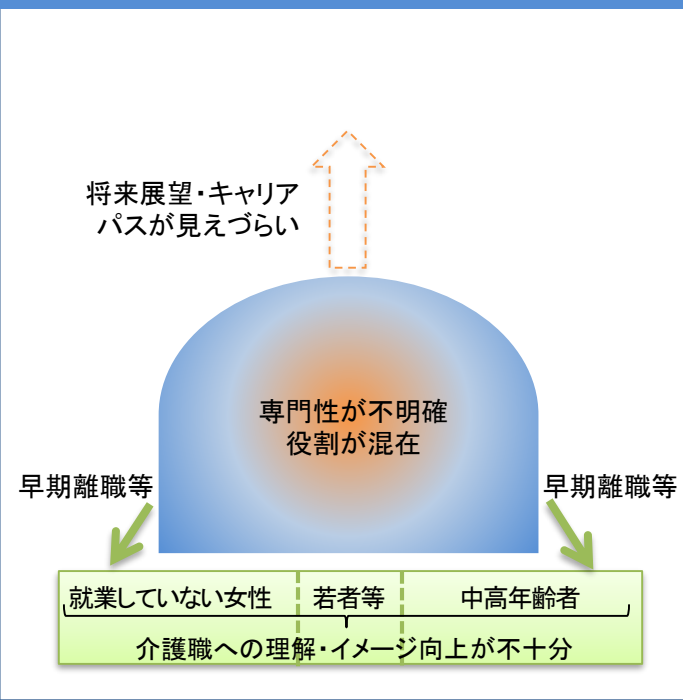 将来展望・キャリア
パスが見えづらい
専門性が不明確
役割が混在
早期離職等
早期離職等
就業していない女性
若者等
中高年齢者
介護職への理解・イメージ向上が不十分